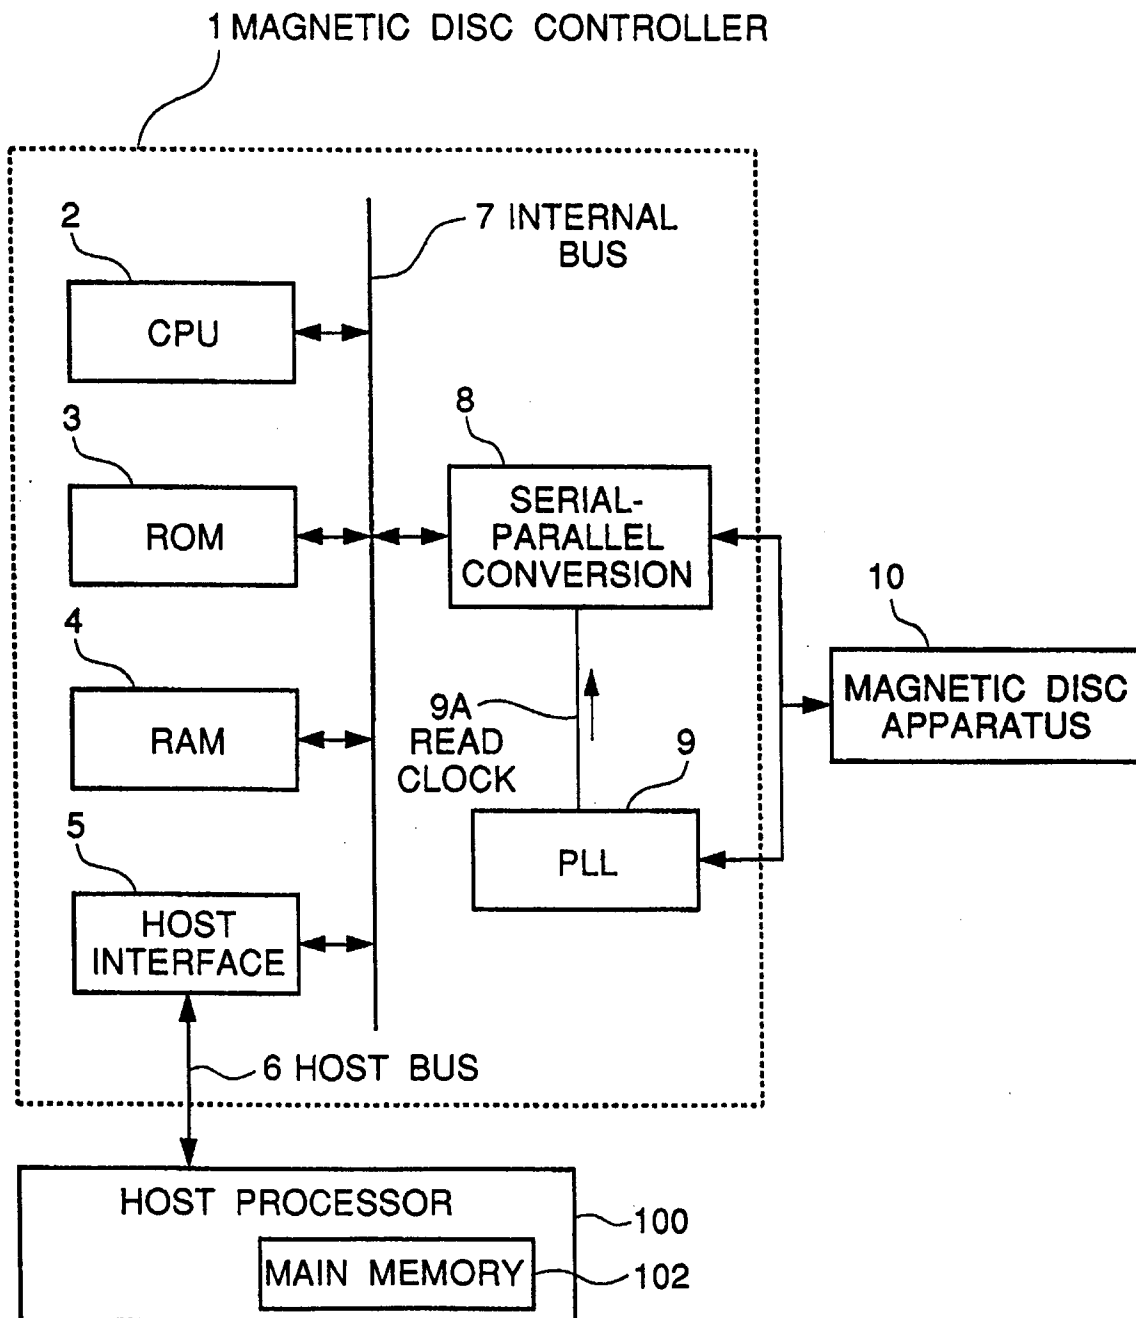 1 MAGNETIC DISC CONTROLLER
2
CPU
7 INTERNAL
BUS
3
ROM
8
SERIAL-
PARALLEL
CONVERSION
4
RAM
9A
READ
CLOCK
9
PLL
10
MAGNETIC DISC
APPARATUS
5
HOST
INTERFACE
6 HOST BUS
HOST PROCESSOR
100
MAIN MEMORY
102